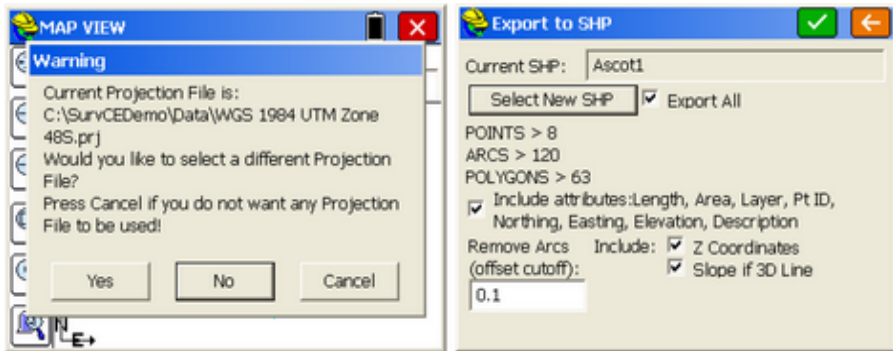 MAP VIEW
Warning
Current Projection File is:
C:\SurvCEDemo\Data\WGS 1984 UTM Zone
48S.prj
Would you like to select a different Projection
File?
Press Cancel if you do not want any Projection
File to be used!
Yes No Cancel
N
E
Export to SHP
Current SHP: Ascot1
Select New SHP Export All
POINTS > 8
ARCS > 120
POLYGONS > 63
Include attributes:Length, Area, Layer, Pt ID,
Northing, Easting, Elevation, Description
Remove Arcs Include: Z Coordinates
(offset cutoff): Slope if 3D Line
0.1